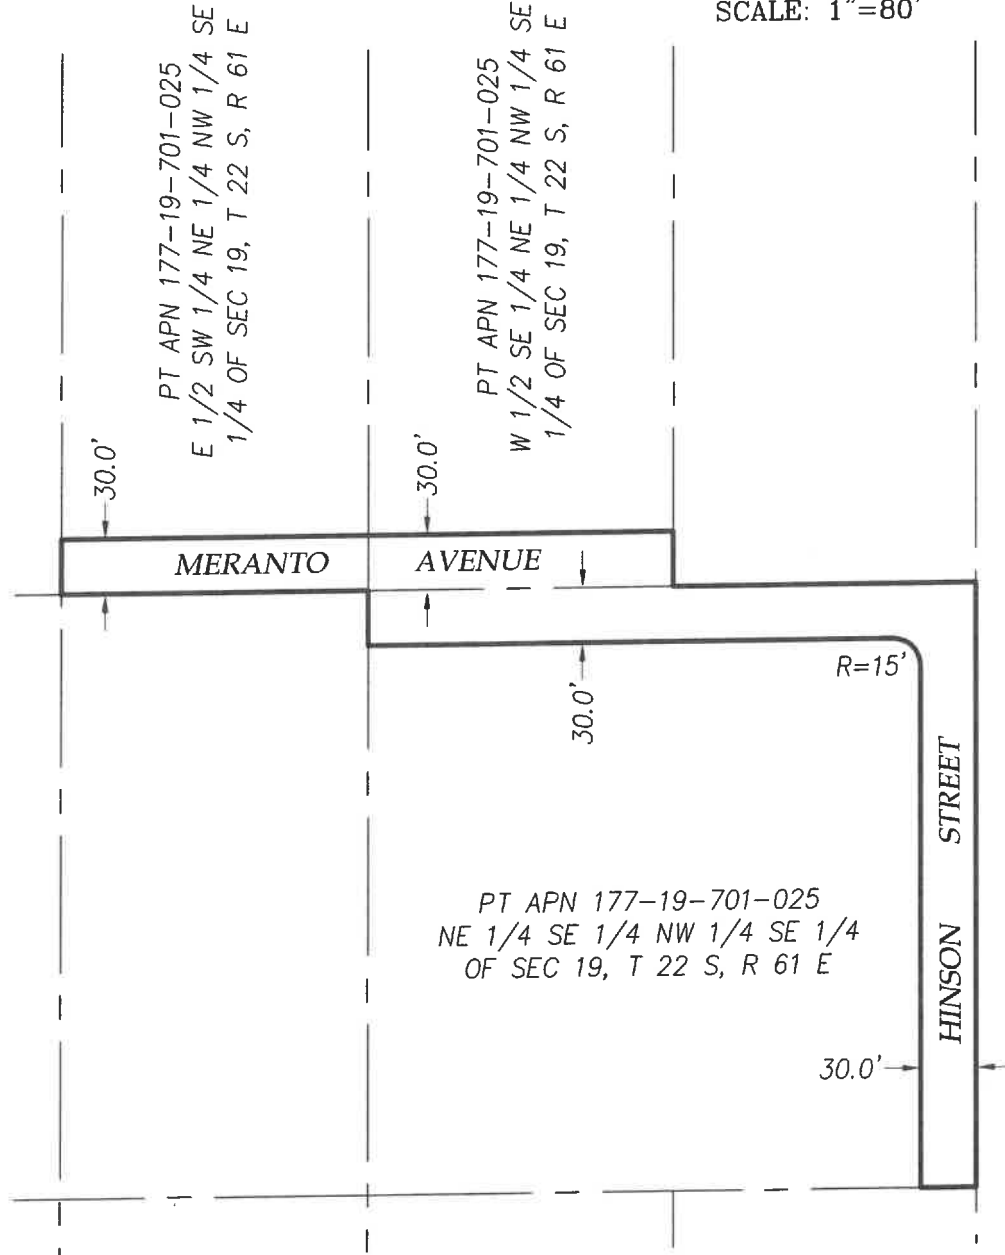 SCALE: 1"=80'
PT APN 177-19-701-025
E 1/2 SW 1/4 NE 1/4 NW 1/4 SE
1/4 OF SEC 19, T 22 S, R 61 E
PT APN 177-19-701-025
W 1/2 SE 1/4 NE 1/4 NW 1/4 SE
1/4 OF SEC 19, T 22 S, R 61 E
30.0'
30.0'
MERANTO AVENUE
R=15'
30.0'
HINSON STREET
PT APN 177-19-701-025
NE 1/4 SE 1/4 NW 1/4 SE 1/4
OF SEC 19, T 22 S, R 61 E
30.0'